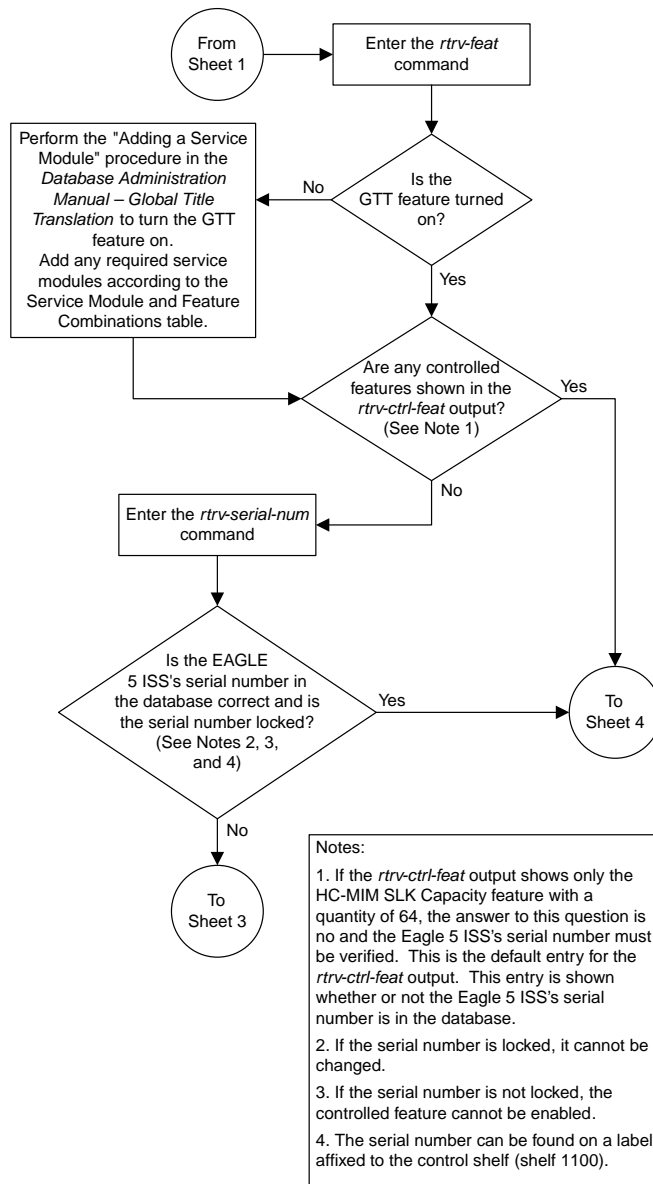 From
Sheet 1
Enter the rtrv-feat
command
Perform the "Adding a Service
Module" procedure in the
Database Administration
Manual – Global Title
Translation to turn the GTT
feature on.
Add any required service
modules according to the
Service Module and Feature
Combinations table.
No
Is the
GTT feature turned
on?
Yes
Are any controlled
features shown in the
rtrv-ctrl-feat output?
(See Note 1)
Yes
No
Enter the rtrv-serial-num
command
Is the EAGLE
5 ISS's serial number in
the database correct and is
the serial number locked?
(See Notes 2, 3,
and 4)
Yes
To
Sheet 4
No
To
Sheet 3
Notes:
1. If the rtrv-ctrl-feat output shows only the
HC-MIM SLK Capacity feature with a
quantity of 64, the answer to this question is
no and the Eagle 5 ISS's serial number must
be verified. This is the default entry for the
rtrv-ctrl-feat output. This entry is shown
whether or not the Eagle 5 ISS's serial
number is in the database.
2. If the serial number is locked, it cannot be
changed.
3. If the serial number is not locked, the
controlled feature cannot be enabled.
4. The serial number can be found on a label
affixed to the control shelf (shelf 1100).